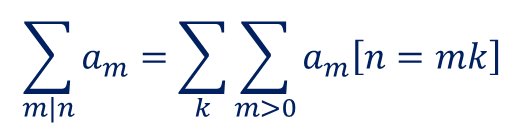 ∑_{m|n} a_m = ∑_k ∑_{m>0} a_m[n = mk]